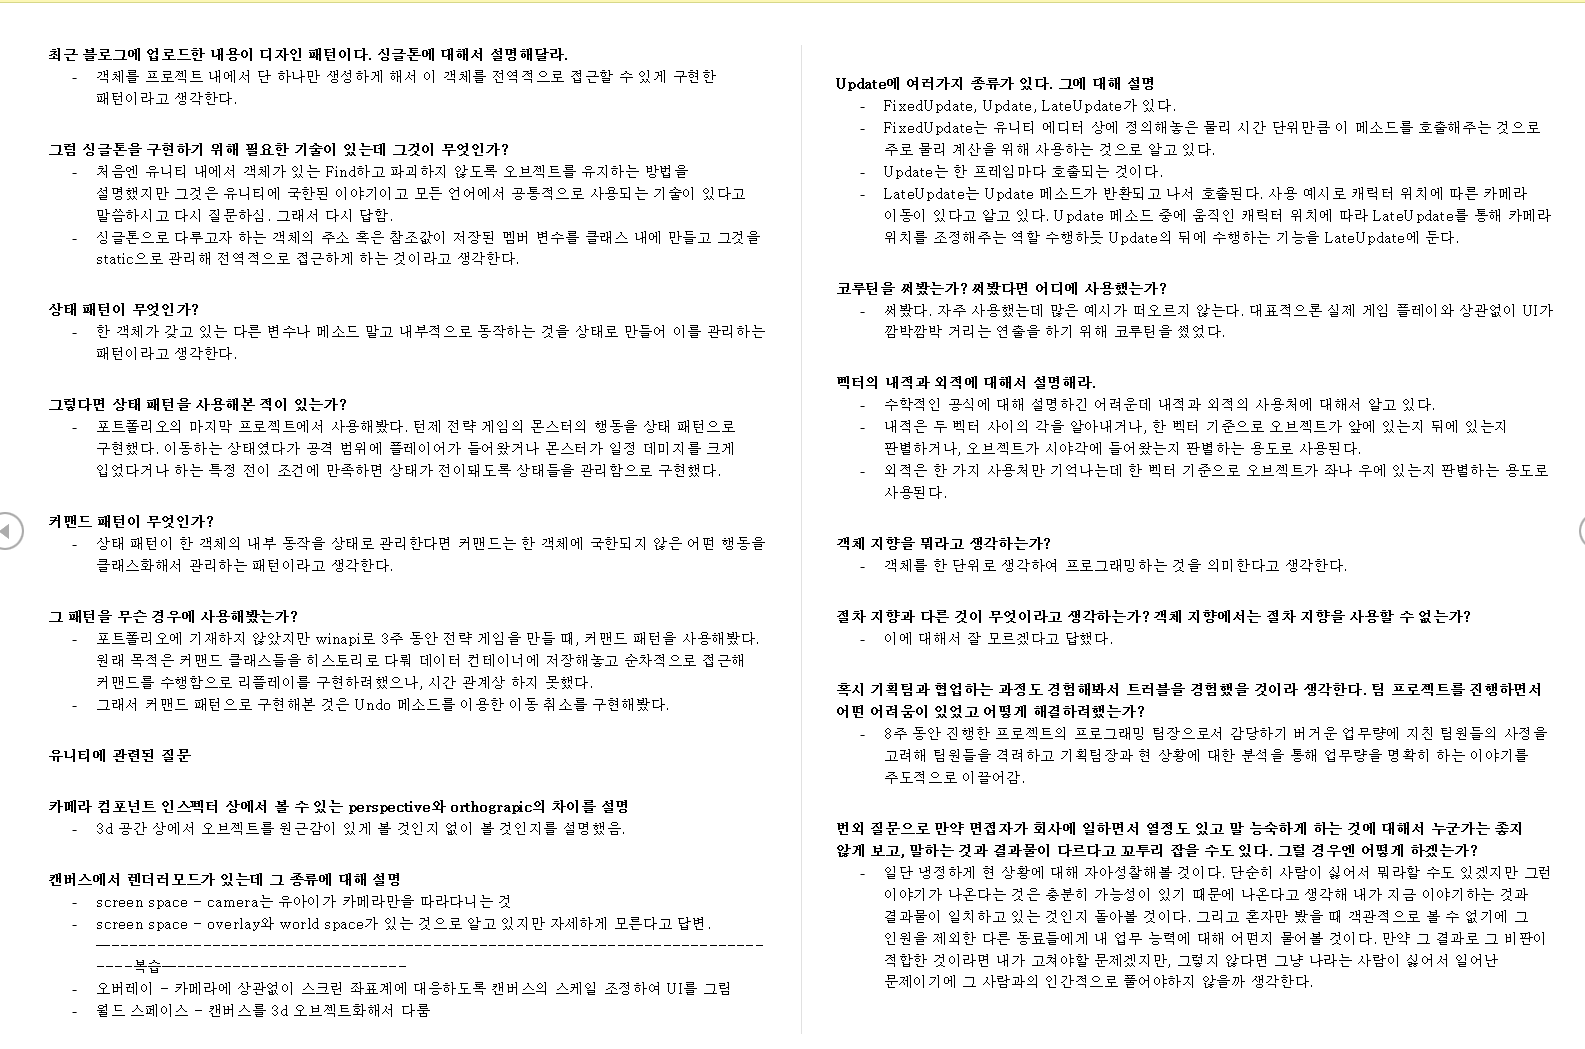 최근 블로그에 업로드한 내용이 디자인 패턴이다. 싱글톤에 대해서 설명해달라.
- 객체를 프로젝트 내에서 단 하나만 생성하게 해서 이 객체를 전역적으로 접근할 수 있게 구현한
패턴이라고 생각한다.
그럼 싱글톤을 구현하기 위해 필요한 기술이 있는데 그것이 무엇인가?
- 처음엔 유니티 내에서 객체가 있는 Find하고 파괴하지 않도록 오브젝트를 유지하는 방법을
설명했지만 그것은 유니티에 국한된 이야기이고 모든 언어에서 공통적으로 사용되는 기술이 있다고
말씀하시고 다시 질문하심. 그래서 다시 답함.
- 싱글톤으로 다루고자 하는 객체의 주소 혹은 참조값이 저장된 멤버 변수를 클래스 내에 만들고 그것을
static으로 관리해 전역적으로 접근하게 하는 것이라고 생각한다.
상태 패턴이 무엇인가?
- 한 객체가 갖고 있는 다른 변수나 메소드 말고 내부적으로 동작하는 것을 상태로 만들어 이를 관리하는
패턴이라고 생각한다.
그렇다면 상태 패턴을 사용해본 적이 있는가?
- 포트폴리오의 마지막 프로젝트에서 사용해봤다. 턴제 전략 게임의 몬스터의 행동을 상태 패턴으로
구현했다. 이동하는 상태였다가 공격 범위에 플레이어가 들어왔거나 몬스터가 일정 데미지를 크게
입었다거나 하는 특정 전이 조건에 만족하면 상태가 전이돼도록 상태들을 관리함으로 구현했다.
커맨드 패턴이 무엇인가?
- 상태 패턴이 한 객체의 내부 동작을 상태로 관리한다면 커맨드는 한 객체에 국한되지 않은 어떤 행동을
클래스화해서 관리하는 패턴이라고 생각한다.
그 패턴을 무슨 경우에 사용해봤는가?
- 포트폴리오에 기재하지 않았지만 winapi로 3주 동안 전략 게임을 만들 때, 커맨드 패턴을 사용해봤다.
원래 목적은 커맨드 클래스들을 히스토리로 다뤄 데이터 컨테이너에 저장해놓고 순차적으로 접근해
커맨드를 수행함으로 리플레이를 구현하려했으나, 시간 관계상 하지 못했다.
- 그래서 커맨드 패턴으로 구현해본 것은 Undo 메소드를 이용한 이동 취소를 구현해봤다.
유니티에 관련된 질문
카메라 컴포넌트 인스펙터 상에서 볼 수 있는 perspective와 orthograpic의 차이를 설명
- 3d 공간 상에서 오브젝트를 원근감이 있게 볼 것인지 없이 볼 것인지를 설명했음.
캔버스에서 렌더러모드가 있는데 그 종류에 대해 설명
- screen space - camera는 유아이가 카메라만을 따라다니는 것
- screen space - overlay와 world space가 있는 것으로 알고 있지만 자세하게 모른다고 답변.
------------------------------------------------------------------------
----복습----------------------------
- 오버레이 - 카메라에 상관없이 스크린 좌표계에 대응하도록 캔버스의 스케일 조정하여 UI를 그림
- 월드 스페이스 - 캔버스를 3d 오브젝트화해서 다룸
Update에 여러가지 종류가 있다. 그에 대해 설명
- FixedUpdate, Update, LateUpdate가 있다.
- FixedUpdate는 유니티 에디터 상에 정의해놓은 물리 시간 단위만큼 이 메소드를 호출해주는 것으로
주로 물리 계산을 위해 사용하는 것으로 알고 있다.
- Update는 한 프레임마다 호출되는 것이다.
- LateUpdate는 Update 메소드가 반환되고 나서 호출된다. 사용 예시로 캐릭터 위치에 따른 카메라
이동이 있다고 알고 있다. Update 메소드 중에 움직인 캐릭터 위치에 따라 LateUpdate를 통해 카메라
위치를 조정해주는 역할 수행하듯 Update의 뒤에 수행하는 기능을 LateUpdate에 둔다.
코루틴을 써봤는가? 써봤다면 어디에 사용했는가?
- 써봤다. 자주 사용했는데 많은 예시가 떠오르지 않는다. 대표적으론 실제 게임 플레이와 상관없이 UI가
깜박깜박 거리는 연출을 하기 위해 코루틴을 썼었다.
벡터의 내적과 외적에 대해서 설명해라.
- 수학적인 공식에 대해 설명하긴 어려운데 내적과 외적의 사용처에 대해서 알고 있다.
- 내적은 두 벡터 사이의 각을 알아내거나, 한 벡터 기준으로 오브젝트가 앞에 있는지 뒤에 있는지
판별하거나, 오브젝트가 시야각에 들어왔는지 판별하는 용도로 사용된다.
- 외적은 한 가지 사용처만 기억나는데 한 벡터 기준으로 오브젝트가 좌나 우에 있는지 판별하는 용도로
사용된다.
객체 지향을 뭐라고 생각하는가?
- 객체를 한 단위로 생각하여 프로그래밍하는 것을 의미한다고 생각한다.
절차 지향과 다른 것이 무엇이라고 생각하는가? 객체 지향에서는 절차 지향을 사용할 수 없는가?
- 이에 대해서 잘 모르겠다고 답했다.
혹시 기획팀과 협업하는 과정도 경험해봐서 트러블을 경험했을 것이라 생각한다. 팀 프로젝트를 진행하면서
어떤 어려움이 있었고 어떻게 해결하려했는가?
- 8주 동안 진행한 프로젝트의 프로그래밍 팀장으로서 감당하기 버거운 업무량에 지친 팀원들의 사정을
고려해 팀원들을 격려하고 기획팀장과 현 상황에 대한 분석을 통해 업무량을 명확히 하는 이야기를
주도적으로 이끌어감.
번외 질문으로 만약 면접자가 회사에 일하면서 열정도 있고 말 능숙하게 하는 것에 대해서 누군가는 좋지
않게 보고, 말하는 것과 결과물이 다르다고 꼬투리 잡을 수도 있다. 그럴 경우엔 어떻게 하겠는가?
- 일단 냉정하게 현 상황에 대해 자아성찰해볼 것이다. 단순히 사람이 싫어서 뭐라할 수도 있겠지만 그런
이야기가 나온다는 것은 충분히 가능성이 있기 때문에 나온다고 생각해 내가 지금 이야기하는 것과
결과물이 일치하고 있는 것인지 돌아볼 것이다. 그리고 혼자만 봤을 때 객관적으로 볼 수 없기에 그
인원을 제외한 다른 동료들에게 내 업무 능력에 대해 어떤지 물어볼 것이다. 만약 그 결과로 그 비판이
적합한 것이라면 내가 고쳐야할 문제겠지만, 그렇지 않다면 그냥 나라는 사람이 싫어서 일어난
문제이기에 그 사람과의 인간적으로 풀어야하지 않을까 생각한다.